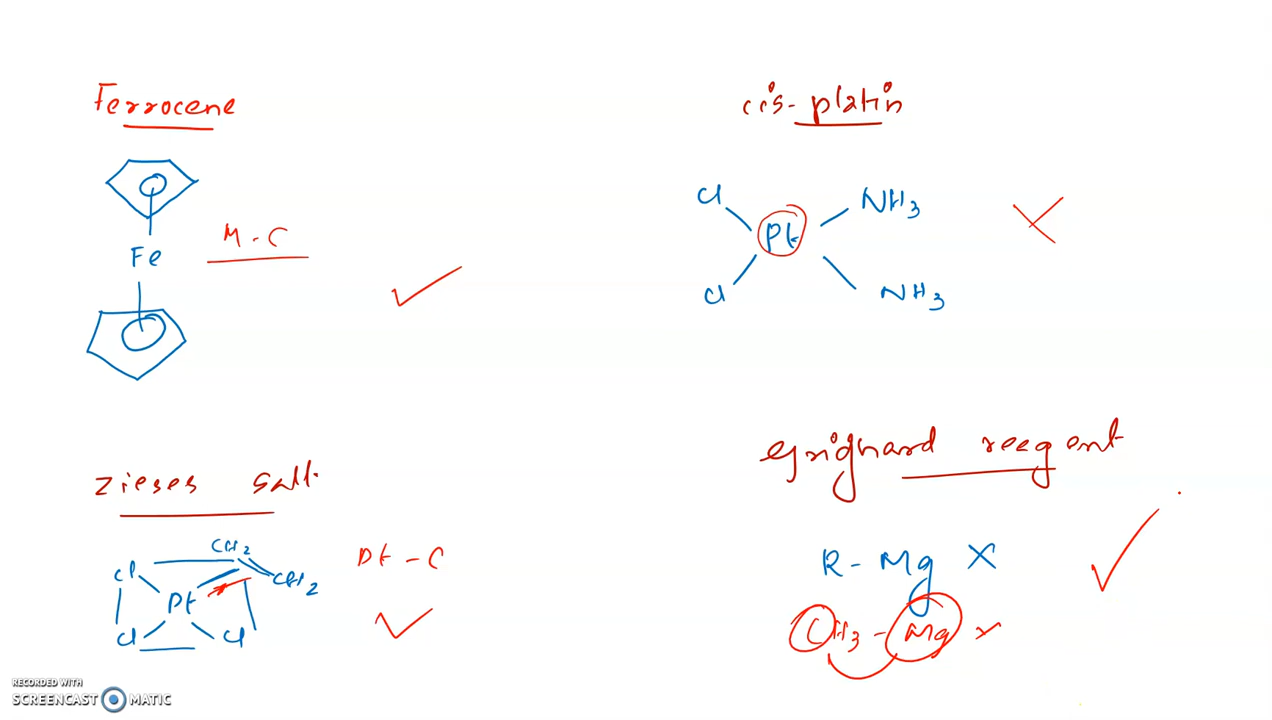 Ferrocene
Fe
M-C
cis-platin
Cl
NH3
Pt
Cl
NH3
Zieses salt
CH2
Cl
CH2
Pt
Cl
Cl
Pt-C
Grignard reegent
R-Mg X
CH3-Mg X
RECORDED WITH
SCREENCAST MATIC